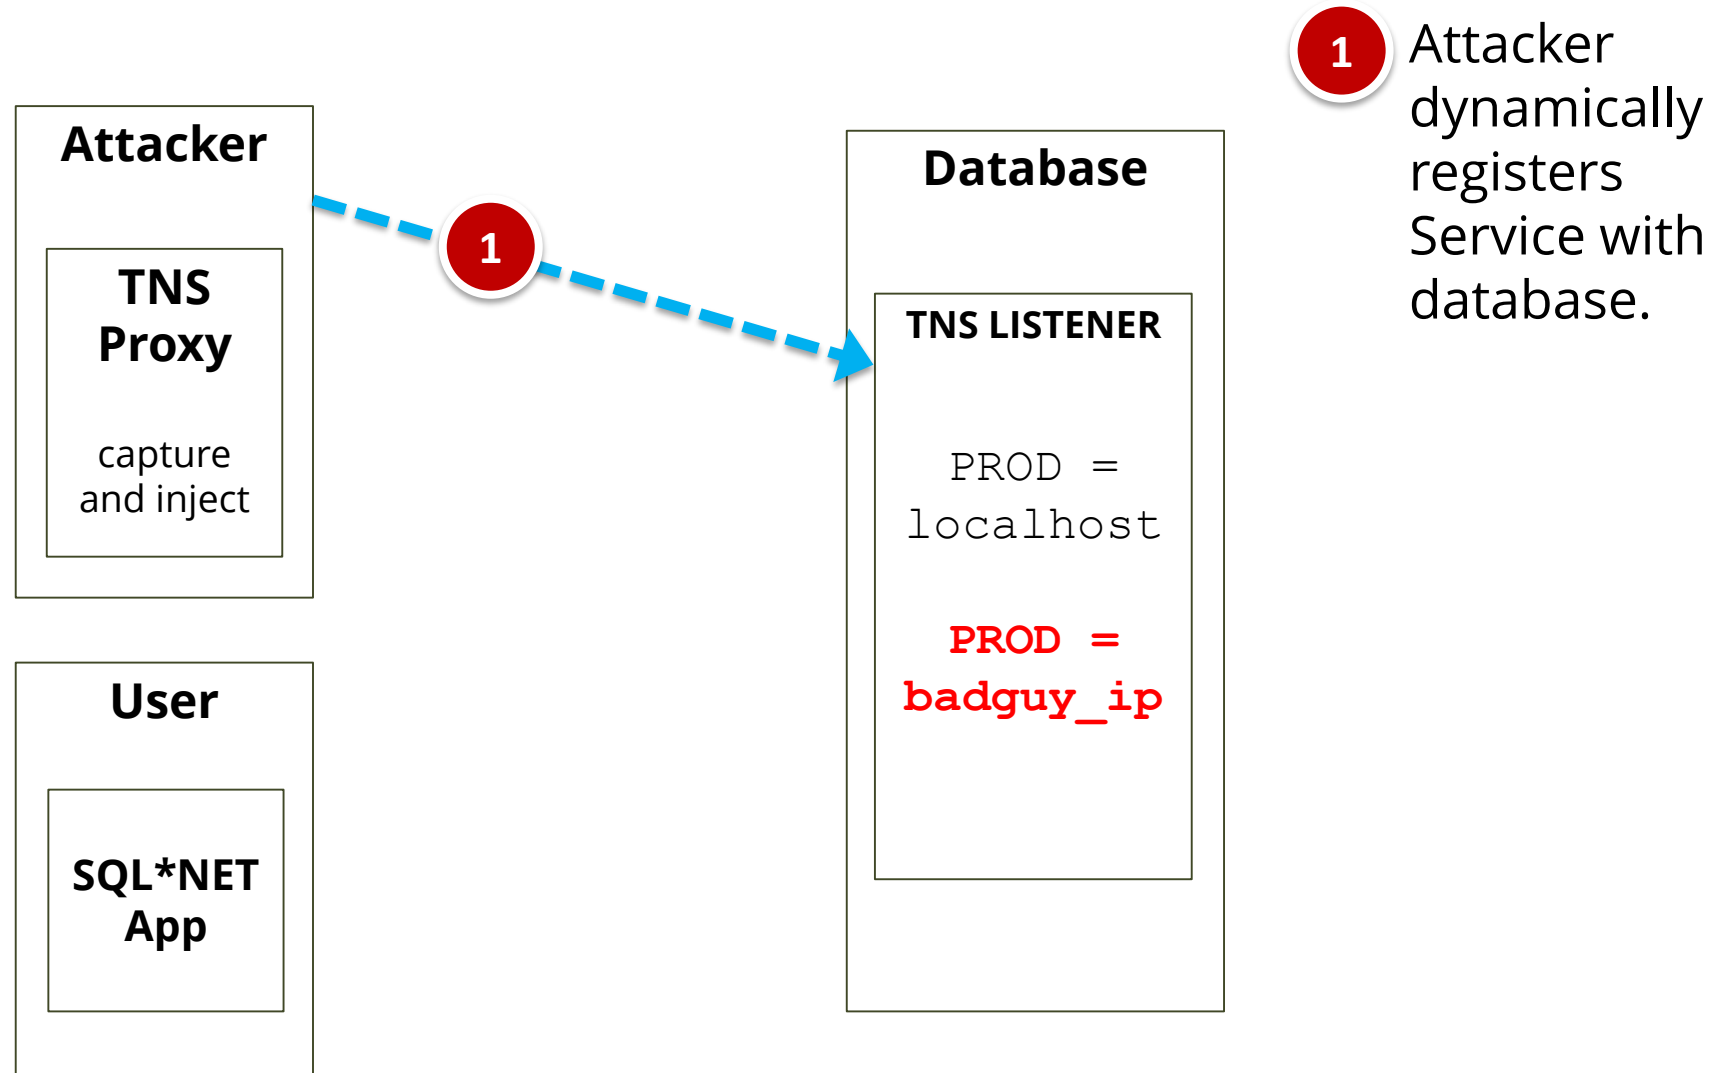 Attacker
TNS
Proxy
capture
and inject
User
SQL*NET
App
1
Database
TNS LISTENER
PROD =
localhost
PROD =
badguy_ip
1
Attacker
dynamically
registers
Service with
database.